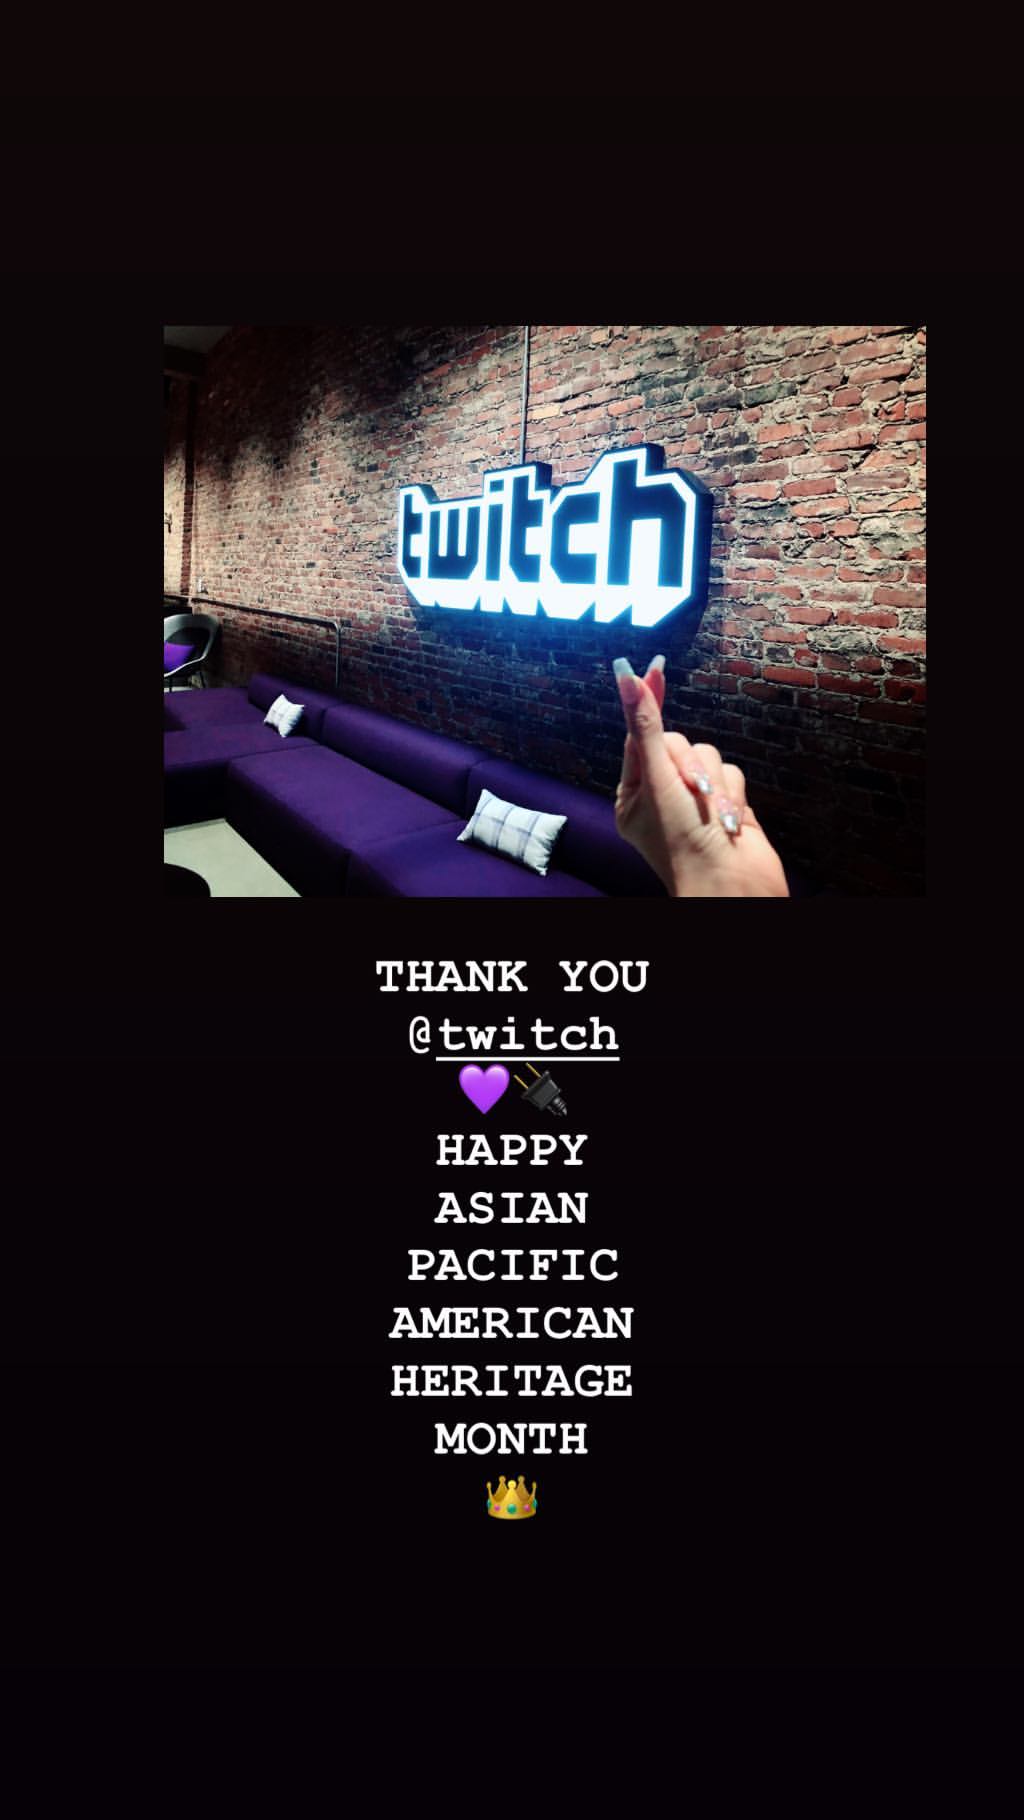 twitch
THANK YOU
@twitch
💜🔌
HAPPY
ASIAN
PACIFIC
AMERICAN
HERITAGE
MONTH
👑